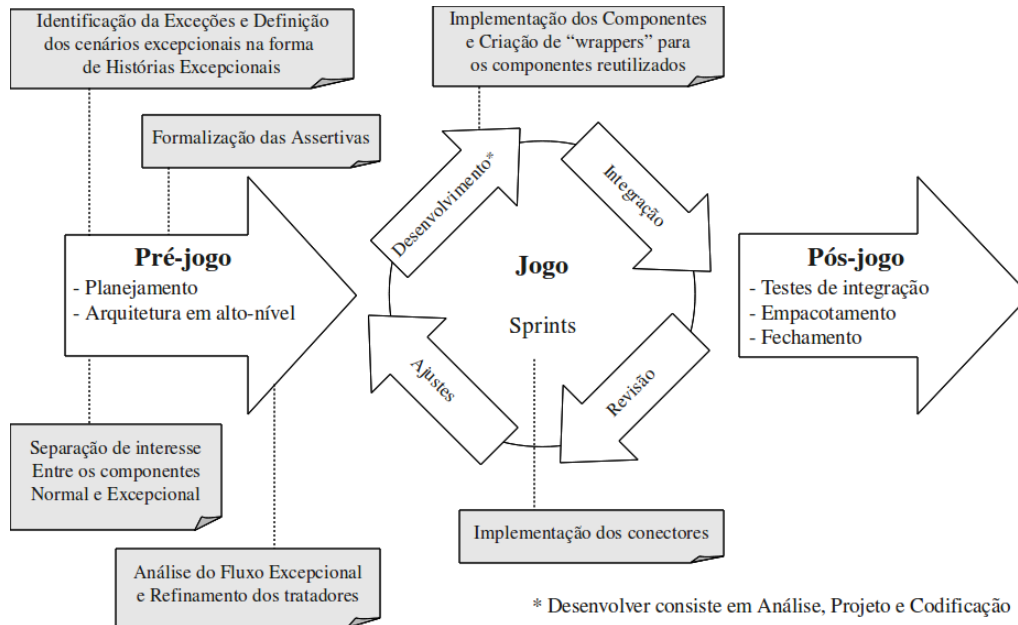 Identificação da Exceções e Definição
dos cenários excepcionais na forma
de Histórias Excepcionais
Implementação dos Componentes
e Criação de “wrappers” para
os componentes reutilizados
Formalização das Assertivas
Desenvolvimento*
Integração
Pré-jogo
- Planejamento
- Arquitetura em alto-nível
Jogo
Sprints
Pós-jogo
- Testes de integração
- Empacotamento
- Fechamento
Ajustes
Revisão
Separação de interesse
Entre os componentes
Normal e Excepcional
Implementação dos conectores
Análise do Fluxo Excepcional
e Refinamento dos tratadores
* Desenvolver consiste em Análise, Projeto e Codificação